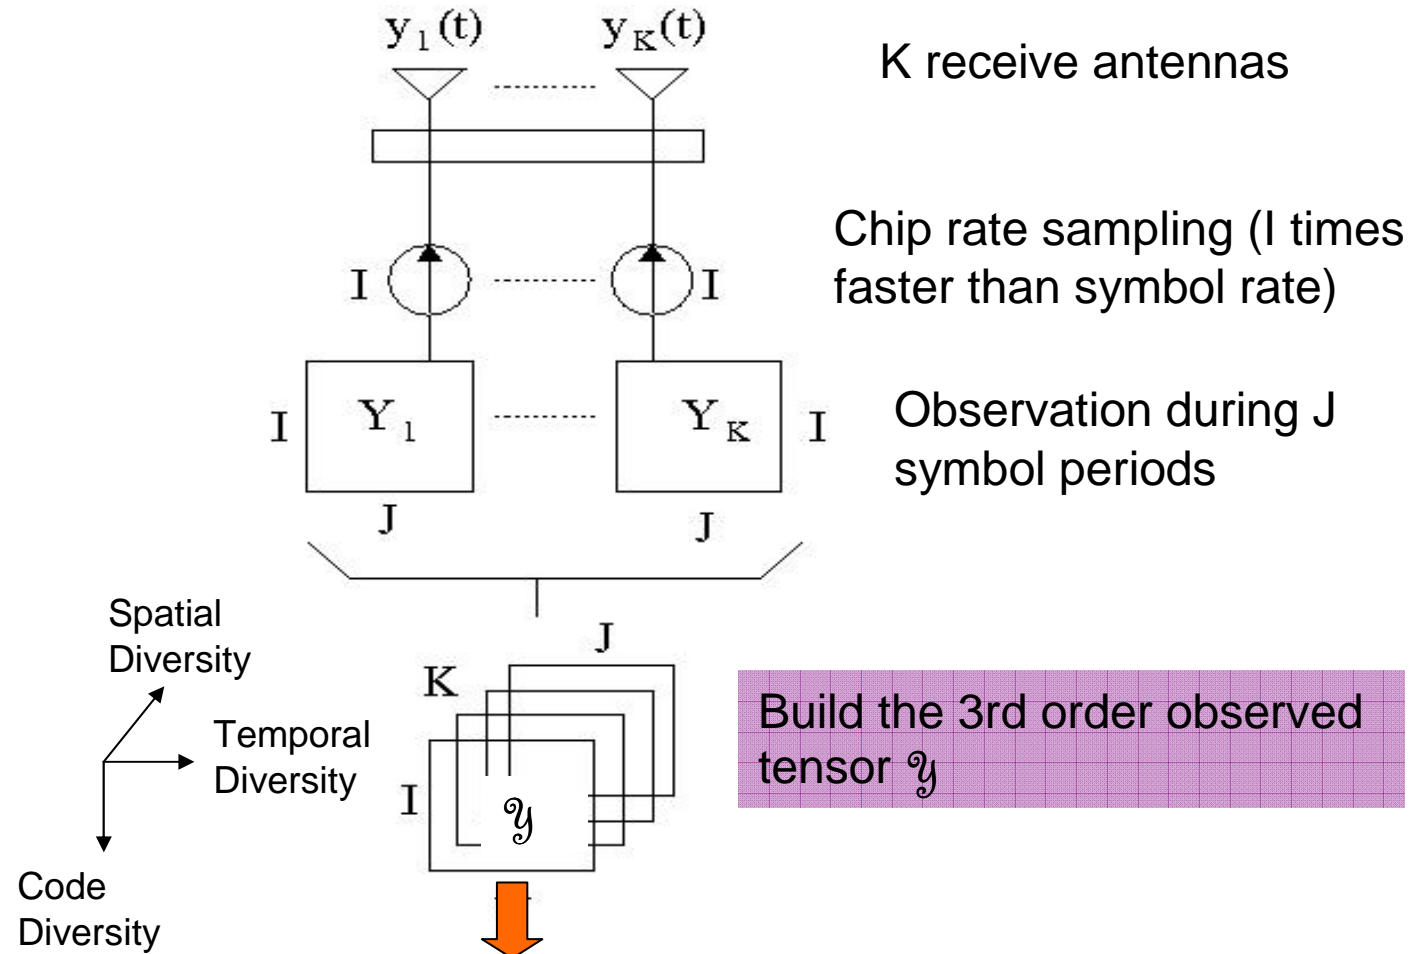 y₁(t) y_K(t)
K receive antennas
Chip rate sampling (I times
faster than symbol rate)
I I
Observation during J
symbol periods
I Y₁ Y_K I
J J
Spatial
Diversity
Temporal
Diversity
Code
Diversity
J
K
I
𝒴
Build the 3rd order observed
tensor 𝒴